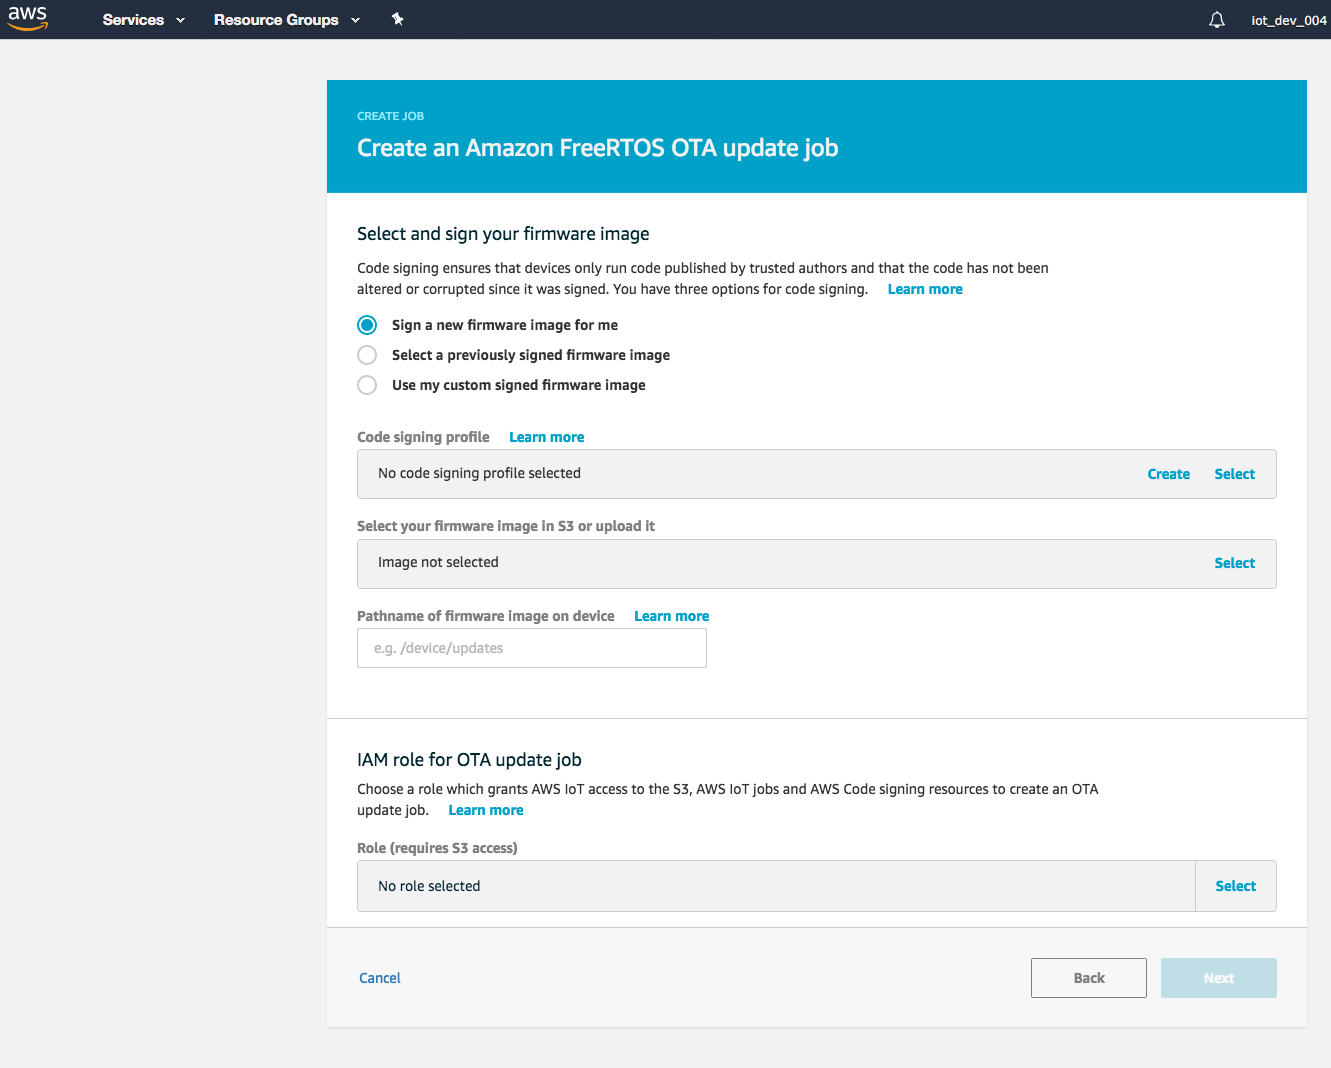 aws Services Resource Groups iot_dev_004
CREATE JOB
Create an Amazon FreeRTOS OTA update job
Select and sign your firmware image
Code signing ensures that devices only run code published by trusted authors and that the code has not been
altered or corrupted since it was signed. You have three options for code signing. Learn more
Sign a new firmware image for me
Select a previously signed firmware image
Use my custom signed firmware image
Code signing profile Learn more
No code signing profile selected Create Select
Select your firmware image in S3 or upload it
Image not selected Select
Pathname of firmware image on device Learn more
e.g. /device/updates
IAM role for OTA update job
Choose a role which grants AWS IoT access to the S3, AWS IoT jobs and AWS Code signing resources to create an OTA
update job. Learn more
Role (requires S3 access)
No role selected Select
Cancel Back Next